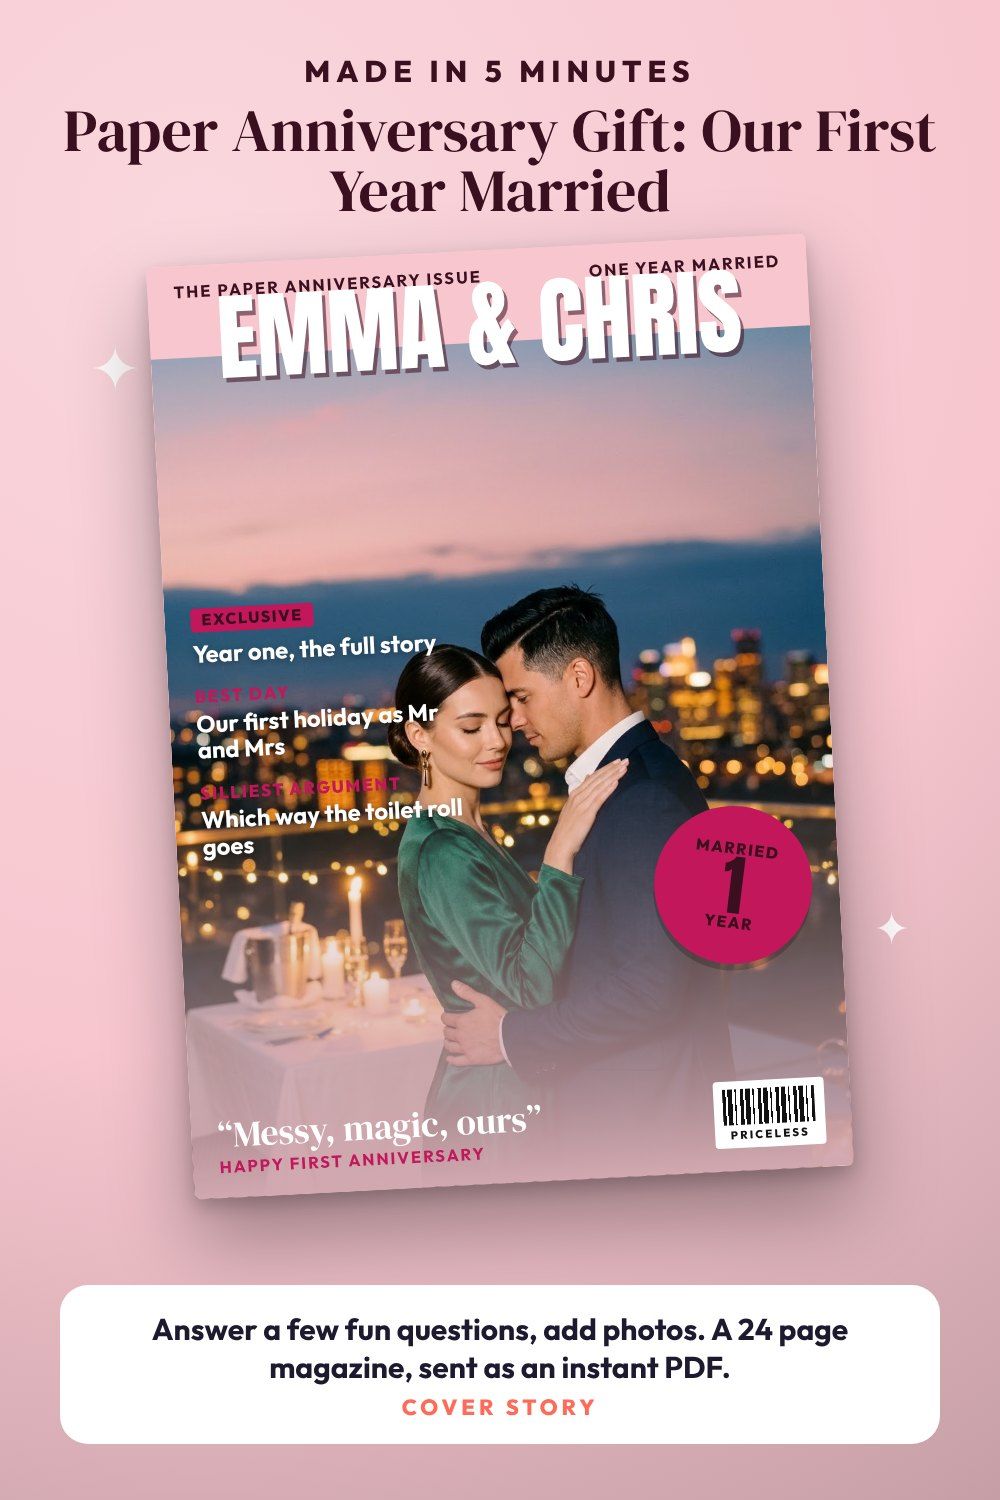 MADE IN 5 MINUTES
Paper Anniversary Gift: Our First
Year Married
THE PAPER ANNIVERSARY ISSUE
ONE YEAR MARRIED
EMMA & CHRIS
EXCLUSIVE
Year one, the full story
BEST DAY
Our first holiday as Mr
and Mrs
SILLIEST ARGUMENT
Which way the toilet roll
goes
MARRIED
1
YEAR
“Messy, magic, ours”
HAPPY FIRST ANNIVERSARY
PRICELESS
Answer a few fun questions, add photos. A 24 page
magazine, sent as an instant PDF.
COVER STORY